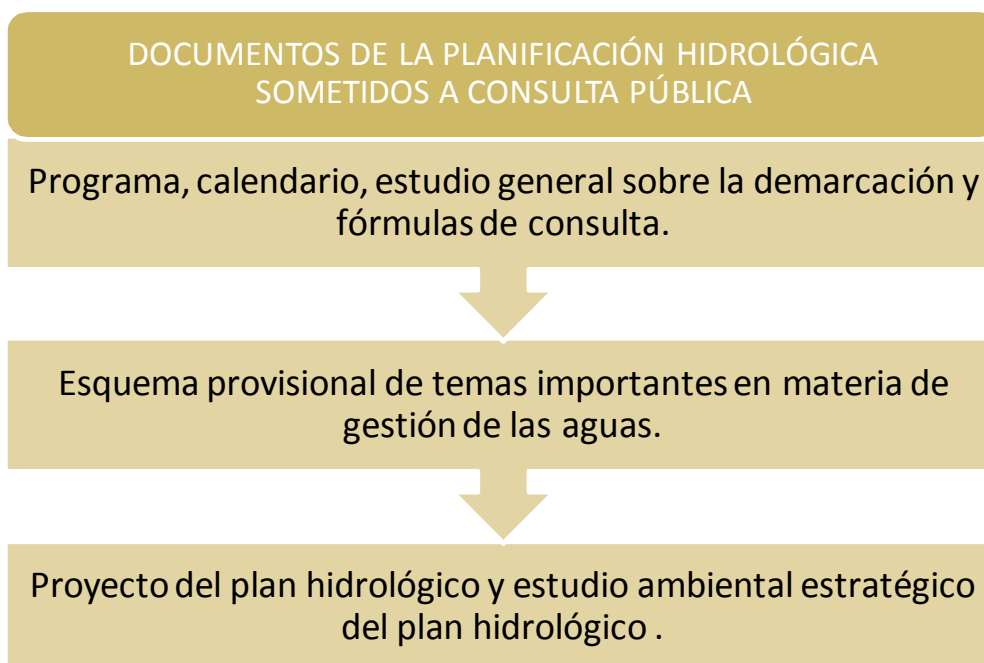 DOCUMENTOS DE LA PLANIFICACIÓN HIDROLÓGICA
SOMETIDOS A CONSULTA PÚBLICA
Programa, calendario, estudio general sobre la demarcación y
fórmulas de consulta.
Esquema provisional de temas importantes en materia de
gestión de las aguas.
Proyecto del plan hidrológico y estudio ambiental estratégico
del plan hidrológico .